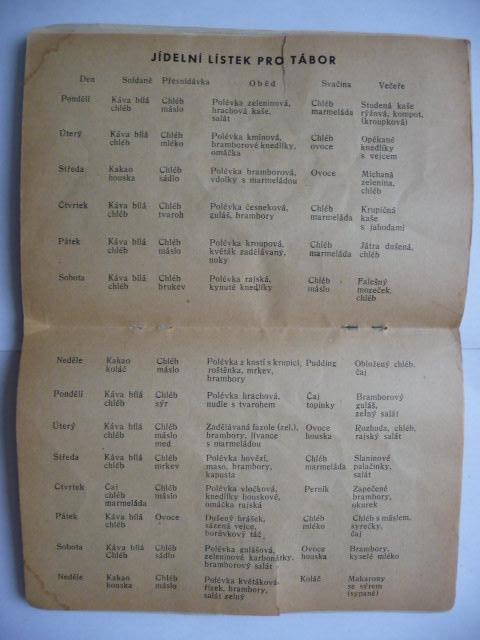 JÍDELNÍ LÍSTEK PRO TÁBOR
Den Snídaně Přesnídávka Oběd Svačina Večeře
Pondělí Káva bílá Chléb Polévka zeleninová, Chléb Studená kaše
chléb máslo hrachová kaše, marmeláda rýžová, kompot,
salát (kroupková)
Úterý Káva bílá Chléb Polévka kmínová, Chléb Opékané
chléb mléko bramborové knedlíky, ovoce knedlíky
omáčka s vejcem
Středa Kakao Chléb Polévka bramborová, Ovoce Míchaná
houska sádlo vdolky s marmeládou zelenina,
chléb
Čtvrtek Káva bílá Chléb Polévka česneková, Chléb Krupičná
chléb tvaroh guláš, brambory marmeláda kaše
s jahodami
Pátek Káva bílá Chléb Polévka kroupová, Chléb Játra dušená,
chléb máslo květák zadělávaný, marmeláda chléb
noky
Sobota Káva bílá Chléb Polévka rajská, Chléb Falešný
chléb brukev kynuté knedlíky máslo mozeček,
chléb
Neděle Kakao Chléb Polévka z kostí s krupicí, Pudding Obložený chléb,
koláč máslo roštěnka, mrkev, čaj
brambory
Pondělí Káva bílá Chléb Polévka hrachová, Čaj Bramborový
chléb sýr nudle s tvarohem topinky guláš,
zelný salát
Úterý Káva bílá Chléb Zadělávaná fazole (zel.), Ovoce Rozhuda, chléb,
chléb máslo brambory, lívance houska rajský salát
med s marmeládou
Středa Káva bílá Chléb Polévka hovězí, Chléb Slaninové
chléb mrkev maso, brambory, marmeláda palačinky,
kapusta salát
Čtvrtek Čaj Chléb Polévka vločková, Perník Zapečené
chléb máslo knedlíky houskové, brambory,
marmeláda omáčka rajská okurek
Pátek Káva bílá Ovoce Dušený hrášek, Chléb Chléb s máslem,
chléb sázená vejce, mléko syrečky,
borůvkový táč čaj
Sobota Káva bílá Chléb Polévka gulášová, Ovoce Brambory,
Chléb sádlo zeleninové karbonátky, houska kyselé mléko
bramborový salát
Neděle Kakao Chléb Polévka květáková Koláč Makarony
houska máslo řízek, brambory, se sýrem
salát zelný (sypané)